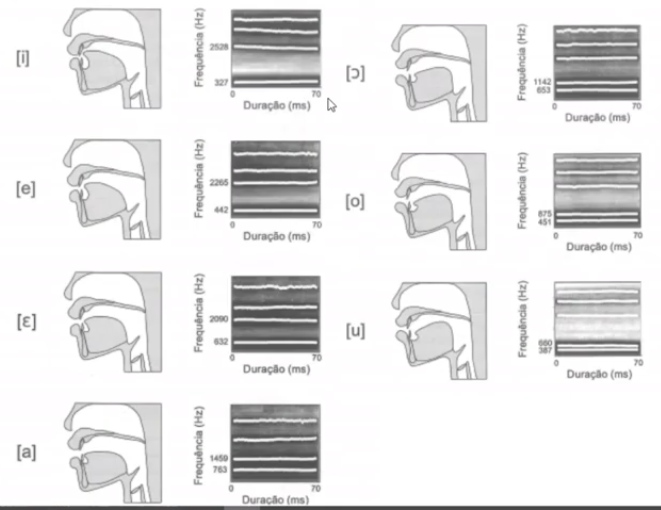 [i]
Frequência (Hz)
2528
327
0 70
Duração (ms)
[e]
Frequência (Hz)
2265
442
0 70
Duração (ms)
[ɛ]
Frequência (Hz)
2090
632
0 70
Duração (ms)
[a]
Frequência (Hz)
1459
763
0 70
Duração (ms)
[ɔ]
Frequência (Hz)
1142
653
0 70
Duração (ms)
[o]
Frequência (Hz)
875
451
0 70
Duração (ms)
[u]
Frequência (Hz)
660
387
0 70
Duração (ms)